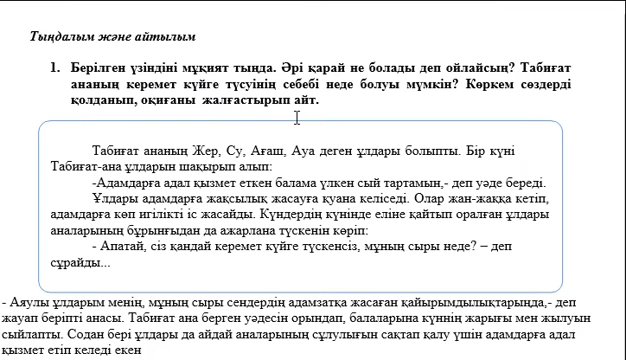 Тыңдалым және айтылым
1. Берілген үзіндіні мұқият тыңда. Әрі қарай не болады деп ойлайсың? Табиғат
ананың керемет күйге түсуінің себебі неде болуы мүмкін? Көркем сөздерді
қолданып, оқиғаны жалғастырып айт.
Табиғат ананың Жер, Су, Ағаш, Ауа деген ұлдары болыпты. Бір күні
Табиғат-ана ұлдарын шақырып алып:
-Адамдарға адал қызмет еткен балама үлкен сый тартамын,- деп уәде береді.
Ұлдары адамдарға жақсылық жасауға қуана келіседі. Олар жан-жаққа кетіп,
адамдарға көп игілікті іс жасайды. Күндердің күнінде еліне қайтып оралған ұлдары
аналарының бұрынғыдан да ажарлана түскенін көріп:
- Апатай, сіз қандай керемет күйге түскенсіз, мұның сыры неде? – деп
сұрайды...
- Аяулы ұлдарым менің, мұның сыры сендердің адамзатқа жасаған қайырымдылықтарыңда,- деп
жауап беріпті анасы. Табиғат ана берген уәдесін орындап, балаларына күннің жарығы мен жылуын
сыйлапты. Содан бері ұлдары да айдай аналарының сұлулығын сақтап қалу үшін адамдарға адал
қызмет етіп келеді екен